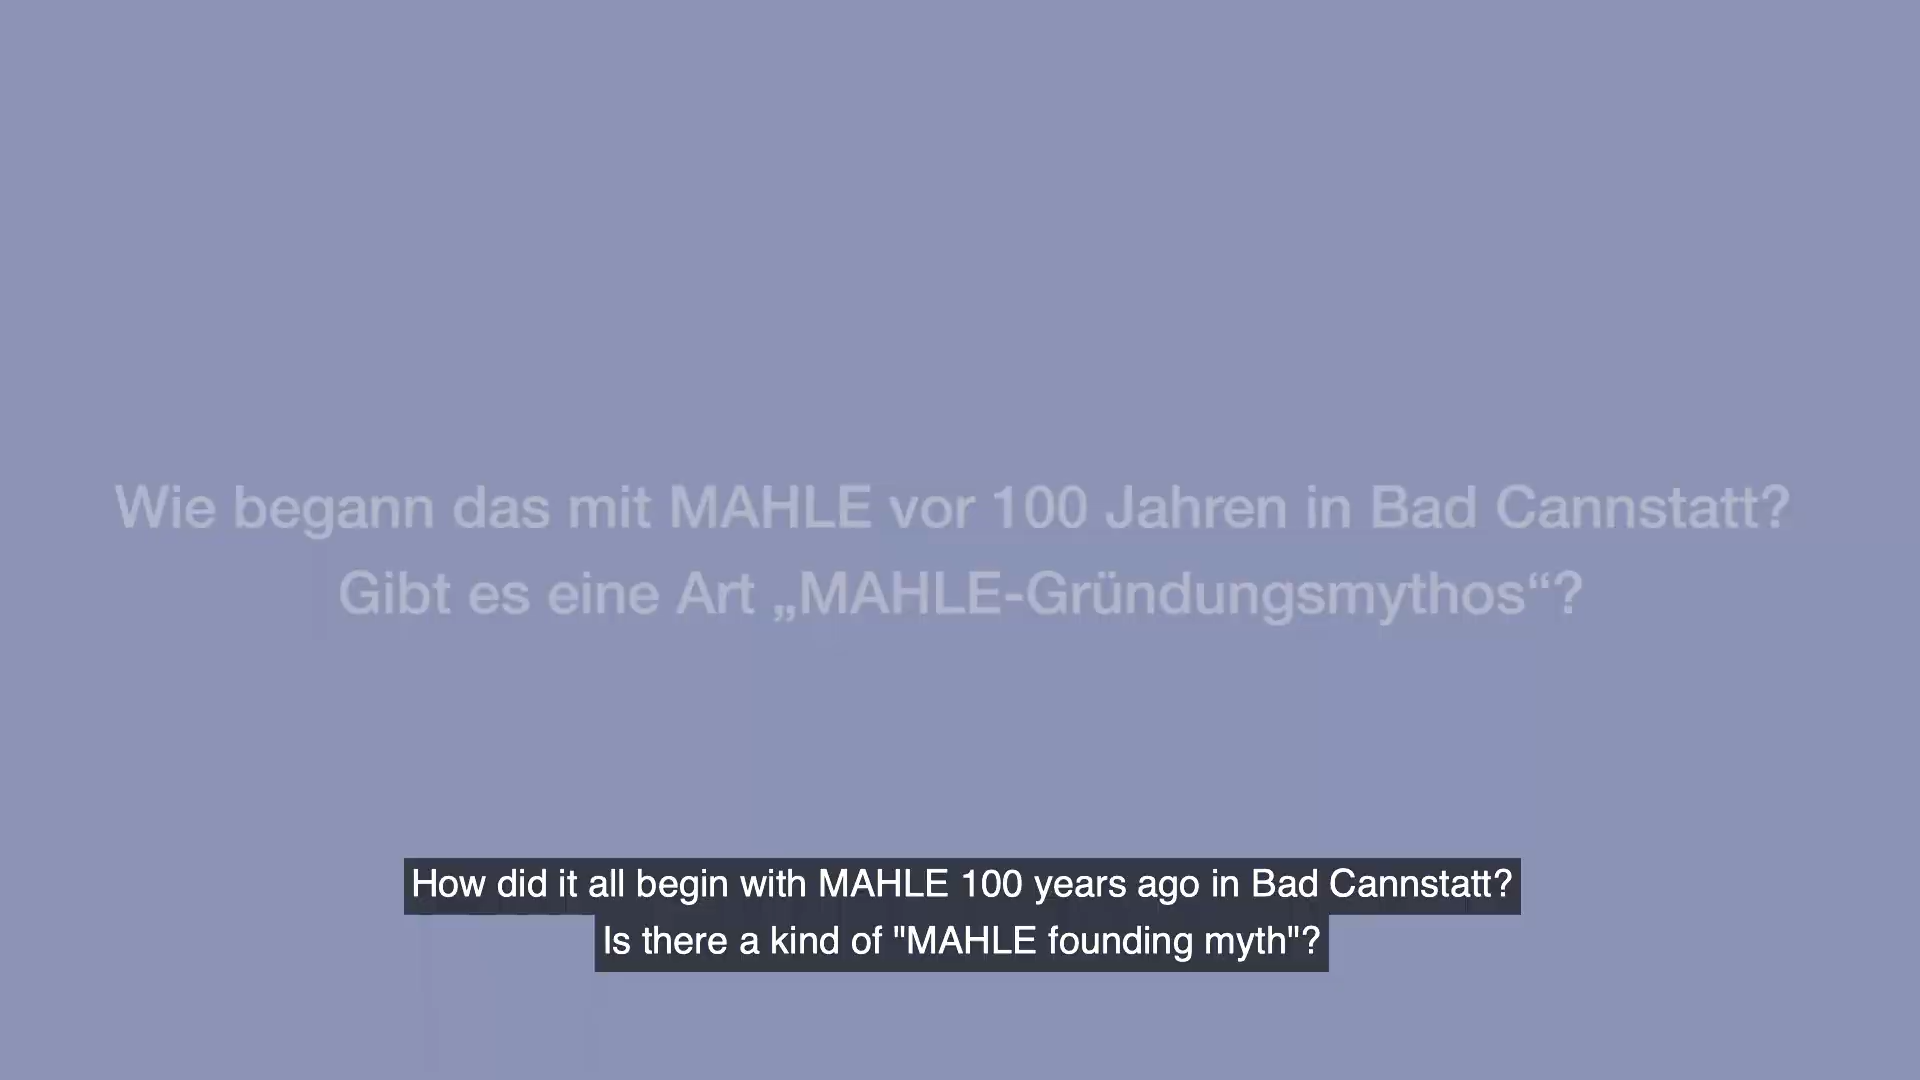 Wie begann das mit MAHLE vor 100 Jahren in Bad Cannstatt?
Gibt es eine Art „MAHLE-Gründungsmythos“?
How did it all begin with MAHLE 100 years ago in Bad Cannstatt?
Is there a kind of "MAHLE founding myth"?